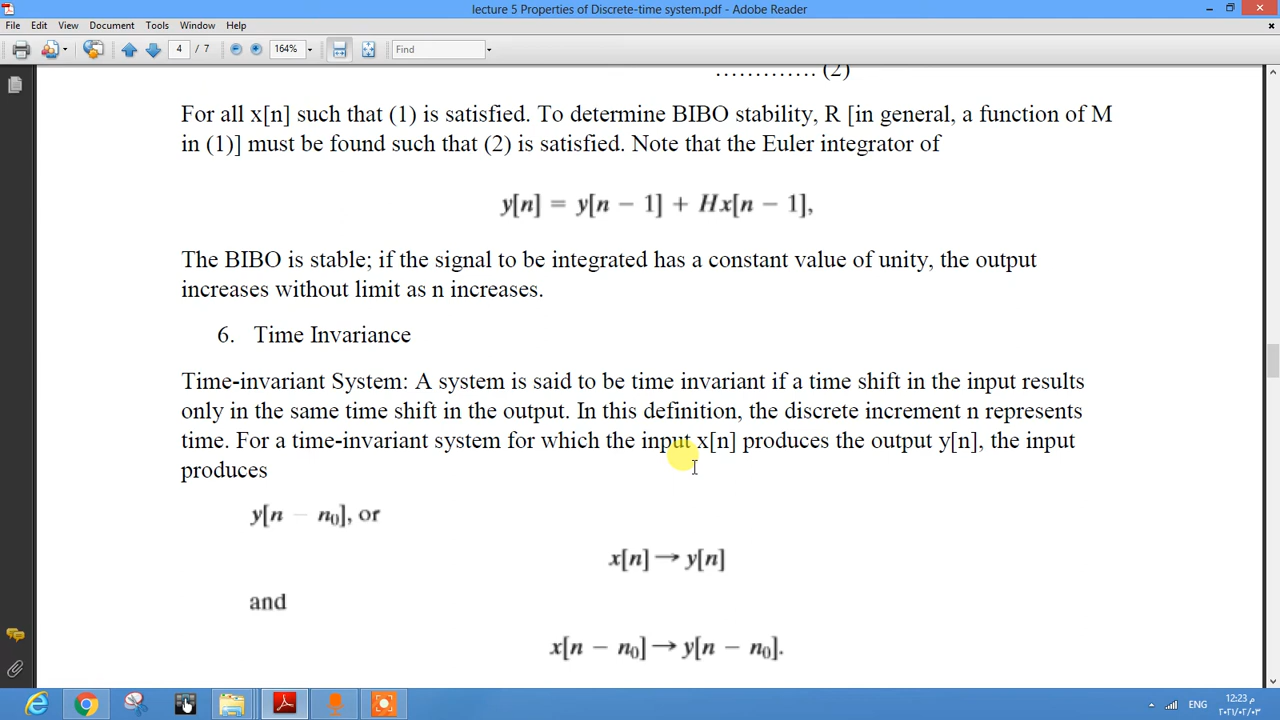 lecture 5 Properties of Discrete-time system.pdf - Adobe Reader
File Edit View Document Tools Window Help
4 / 7 164% Find
…………. (2)
For all x[n] such that (1) is satisfied. To determine BIBO stability, R [in general, a function of M
in (1)] must be found such that (2) is satisfied. Note that the Euler integrator of
y[n] = y[n − 1] + Hx[n − 1],
The BIBO is stable; if the signal to be integrated has a constant value of unity, the output
increases without limit as n increases.
6. Time Invariance
Time-invariant System: A system is said to be time invariant if a time shift in the input results
only in the same time shift in the output. In this definition, the discrete increment n represents
time. For a time-invariant system for which the input x[n] produces the output y[n], the input
produces
y[n − n₀], or
x[n] → y[n]
and
x[n − n₀] → y[n − n₀].
ENG
12:23 م
٢٠٢١/٠٢/٠٣